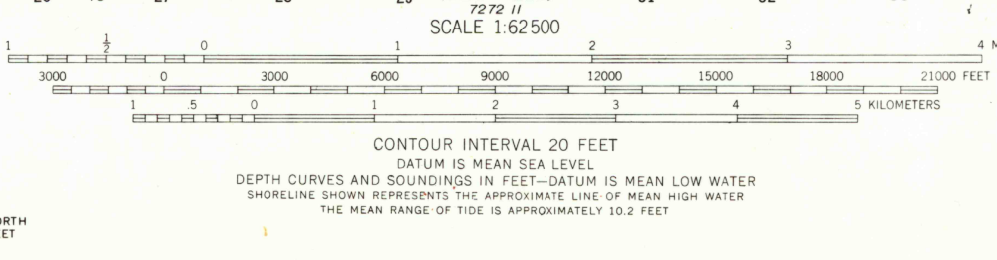 7272 II
SCALE 1:62500
1 ½ 0 1 2 3 4 M
3000 0 3000 6000 9000 12000 15000 18000 21000 FEET
1 .5 0 1 2 3 4 5 KILOMETERS
CONTOUR INTERVAL 20 FEET
DATUM IS MEAN SEA LEVEL
DEPTH CURVES AND SOUNDINGS IN FEET—DATUM IS MEAN LOW WATER
SHORELINE SHOWN REPRESENTS THE APPROXIMATE LINE OF MEAN HIGH WATER
THE MEAN RANGE OF TIDE IS APPROXIMATELY 10.2 FEET
ORTH
ET